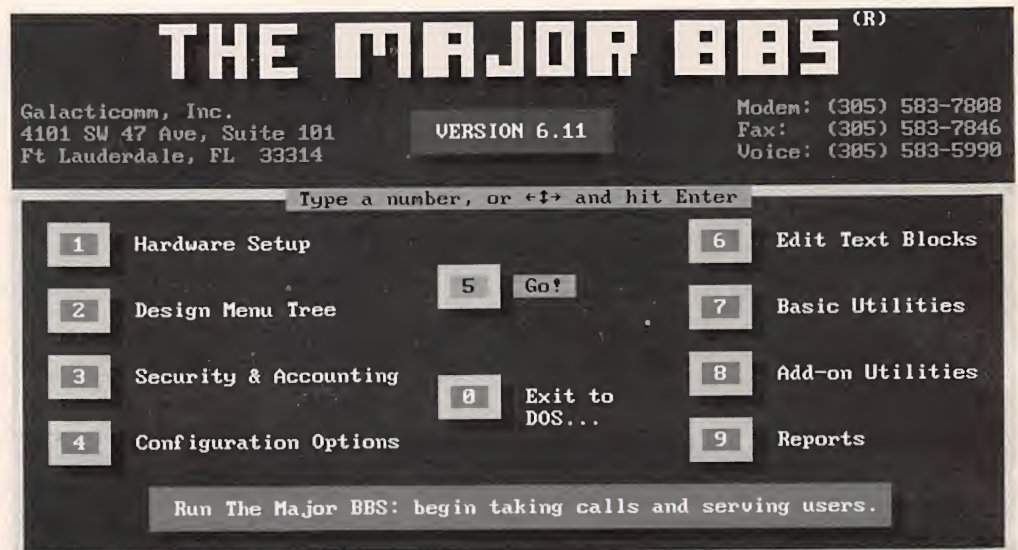 THE MAJOR BBS (R)
Galacticomm, Inc.
4101 SW 47 Ave, Suite 101
Ft Lauderdale, FL 33314
VERSION 6.11
Modem: (305) 583-7808
Fax: (305) 583-7846
Voice: (305) 583-5990
Type a number, or ←↕→ and hit Enter
1 Hardware Setup
2 Design Menu Tree
3 Security & Accounting
4 Configuration Options
5 Go!
0 Exit to
DOS...
6 Edit Text Blocks
7 Basic Utilities
8 Add-on Utilities
9 Reports
Run The Major BBS: begin taking calls and serving users.